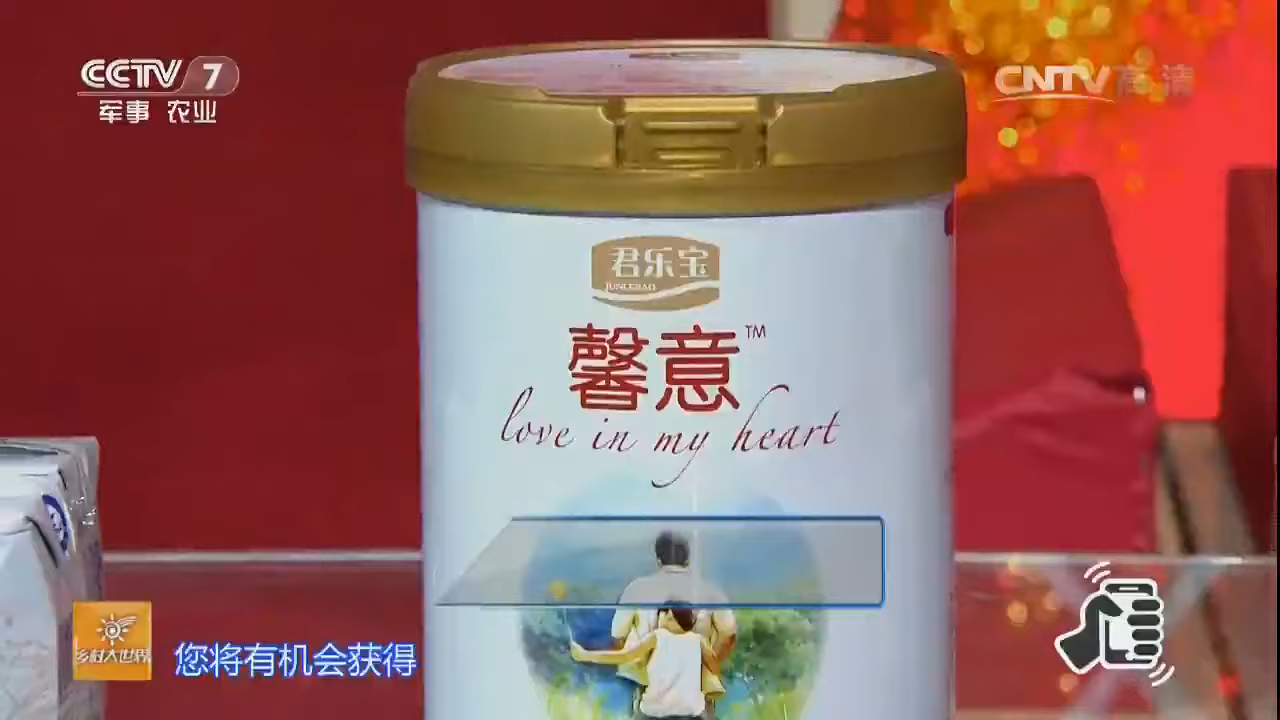 CCTV 7
军事 农业
CNTV 高清
君乐宝
JUNLEBAO
馨意™
love in my heart
乡村大世界
您将有机会获得